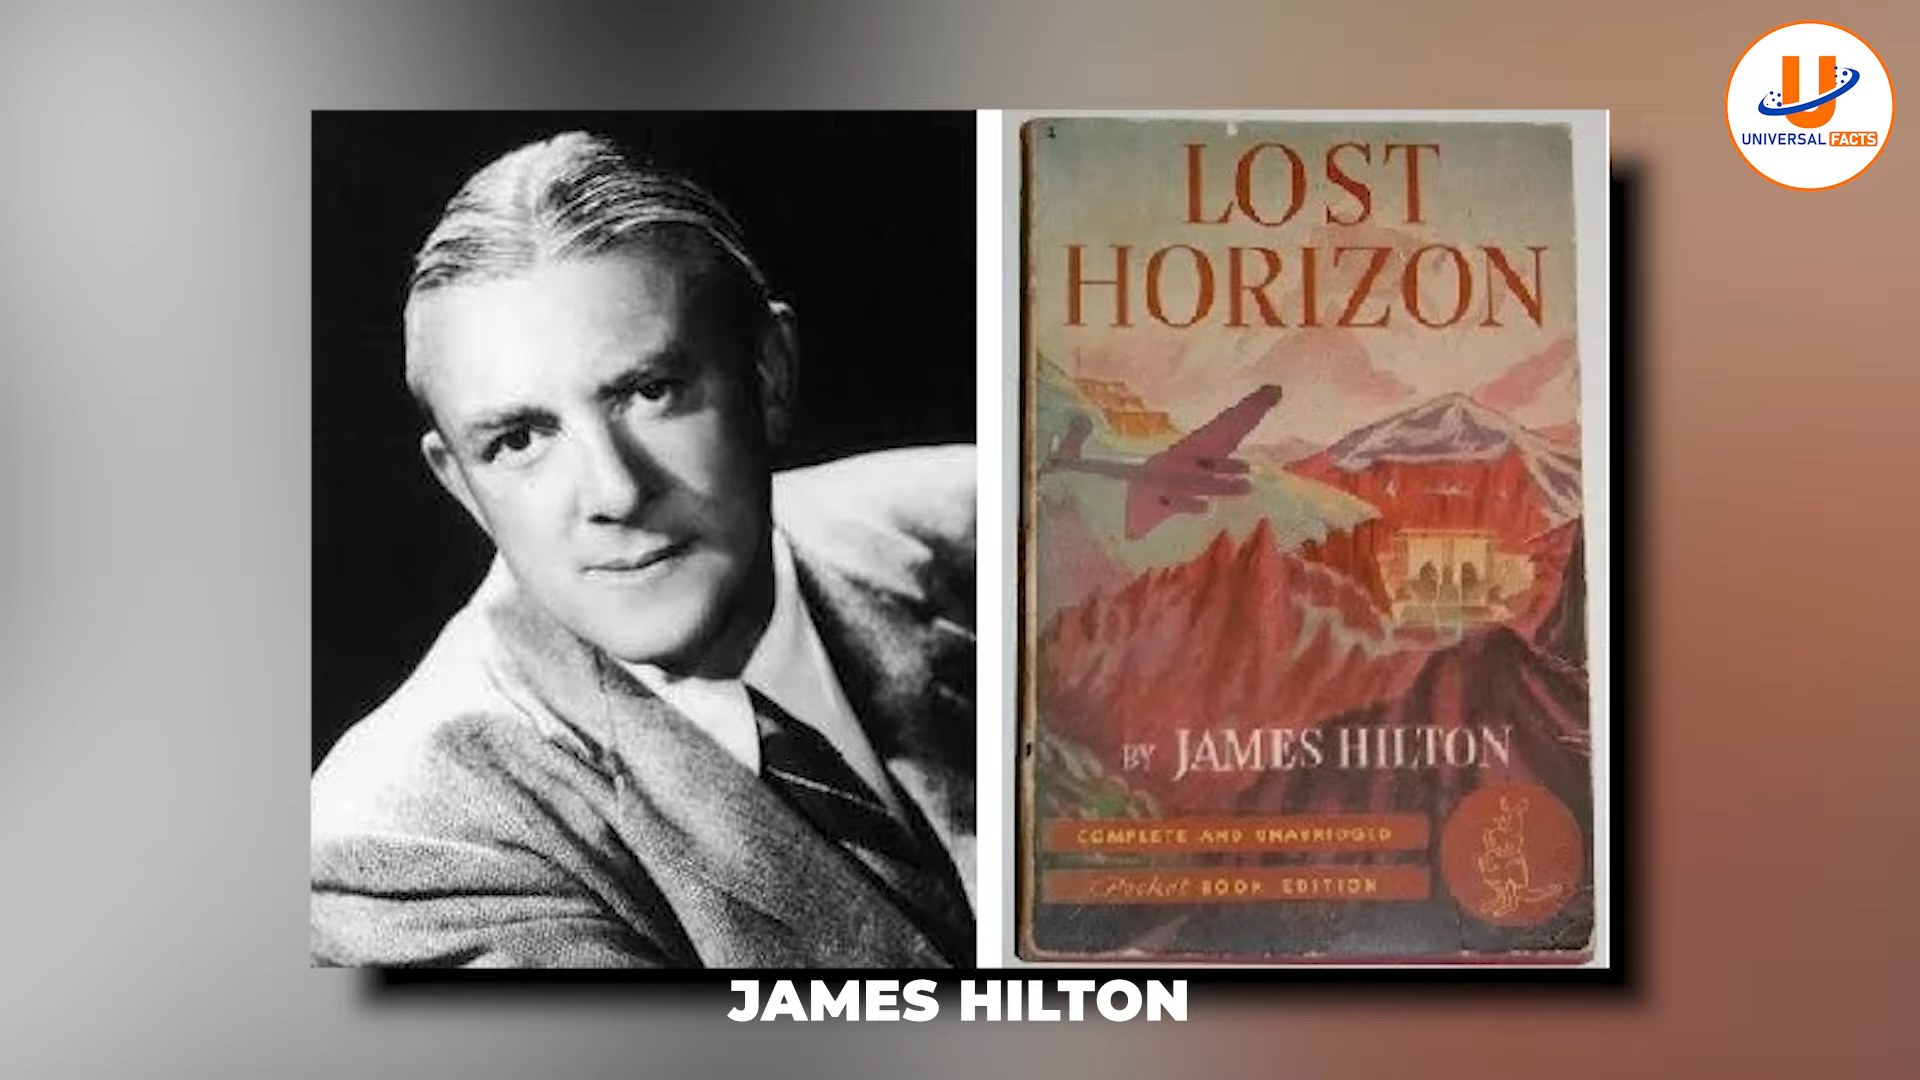 UNIVERSAL FACTS
LOST
HORIZON
BY JAMES HILTON
COMPLETE AND UNABRIDGED
Pocket BOOK EDITION
JAMES HILTON